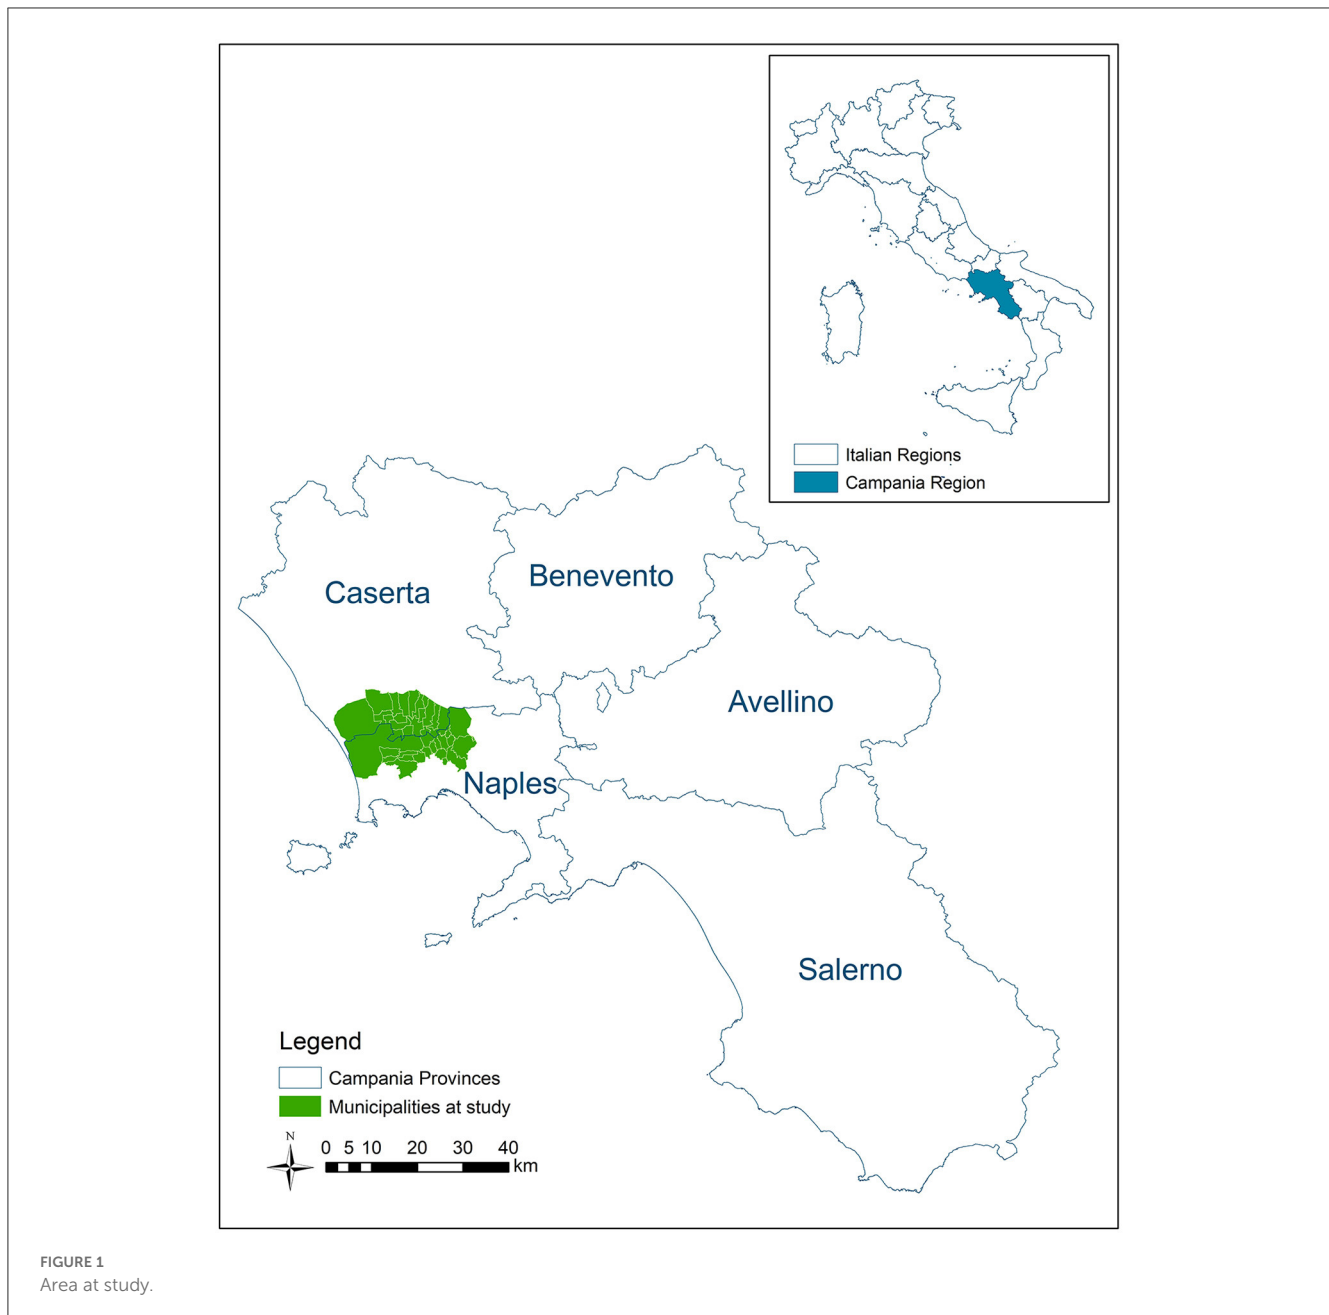 Italian Regions
Campania Region
Benevento
Caserta
Avellino
Naples
Salerno
Legend
Campania Provinces
Municipalities at study
N
0 5 10 20 30 40
km
FIGURE 1
Area at study.